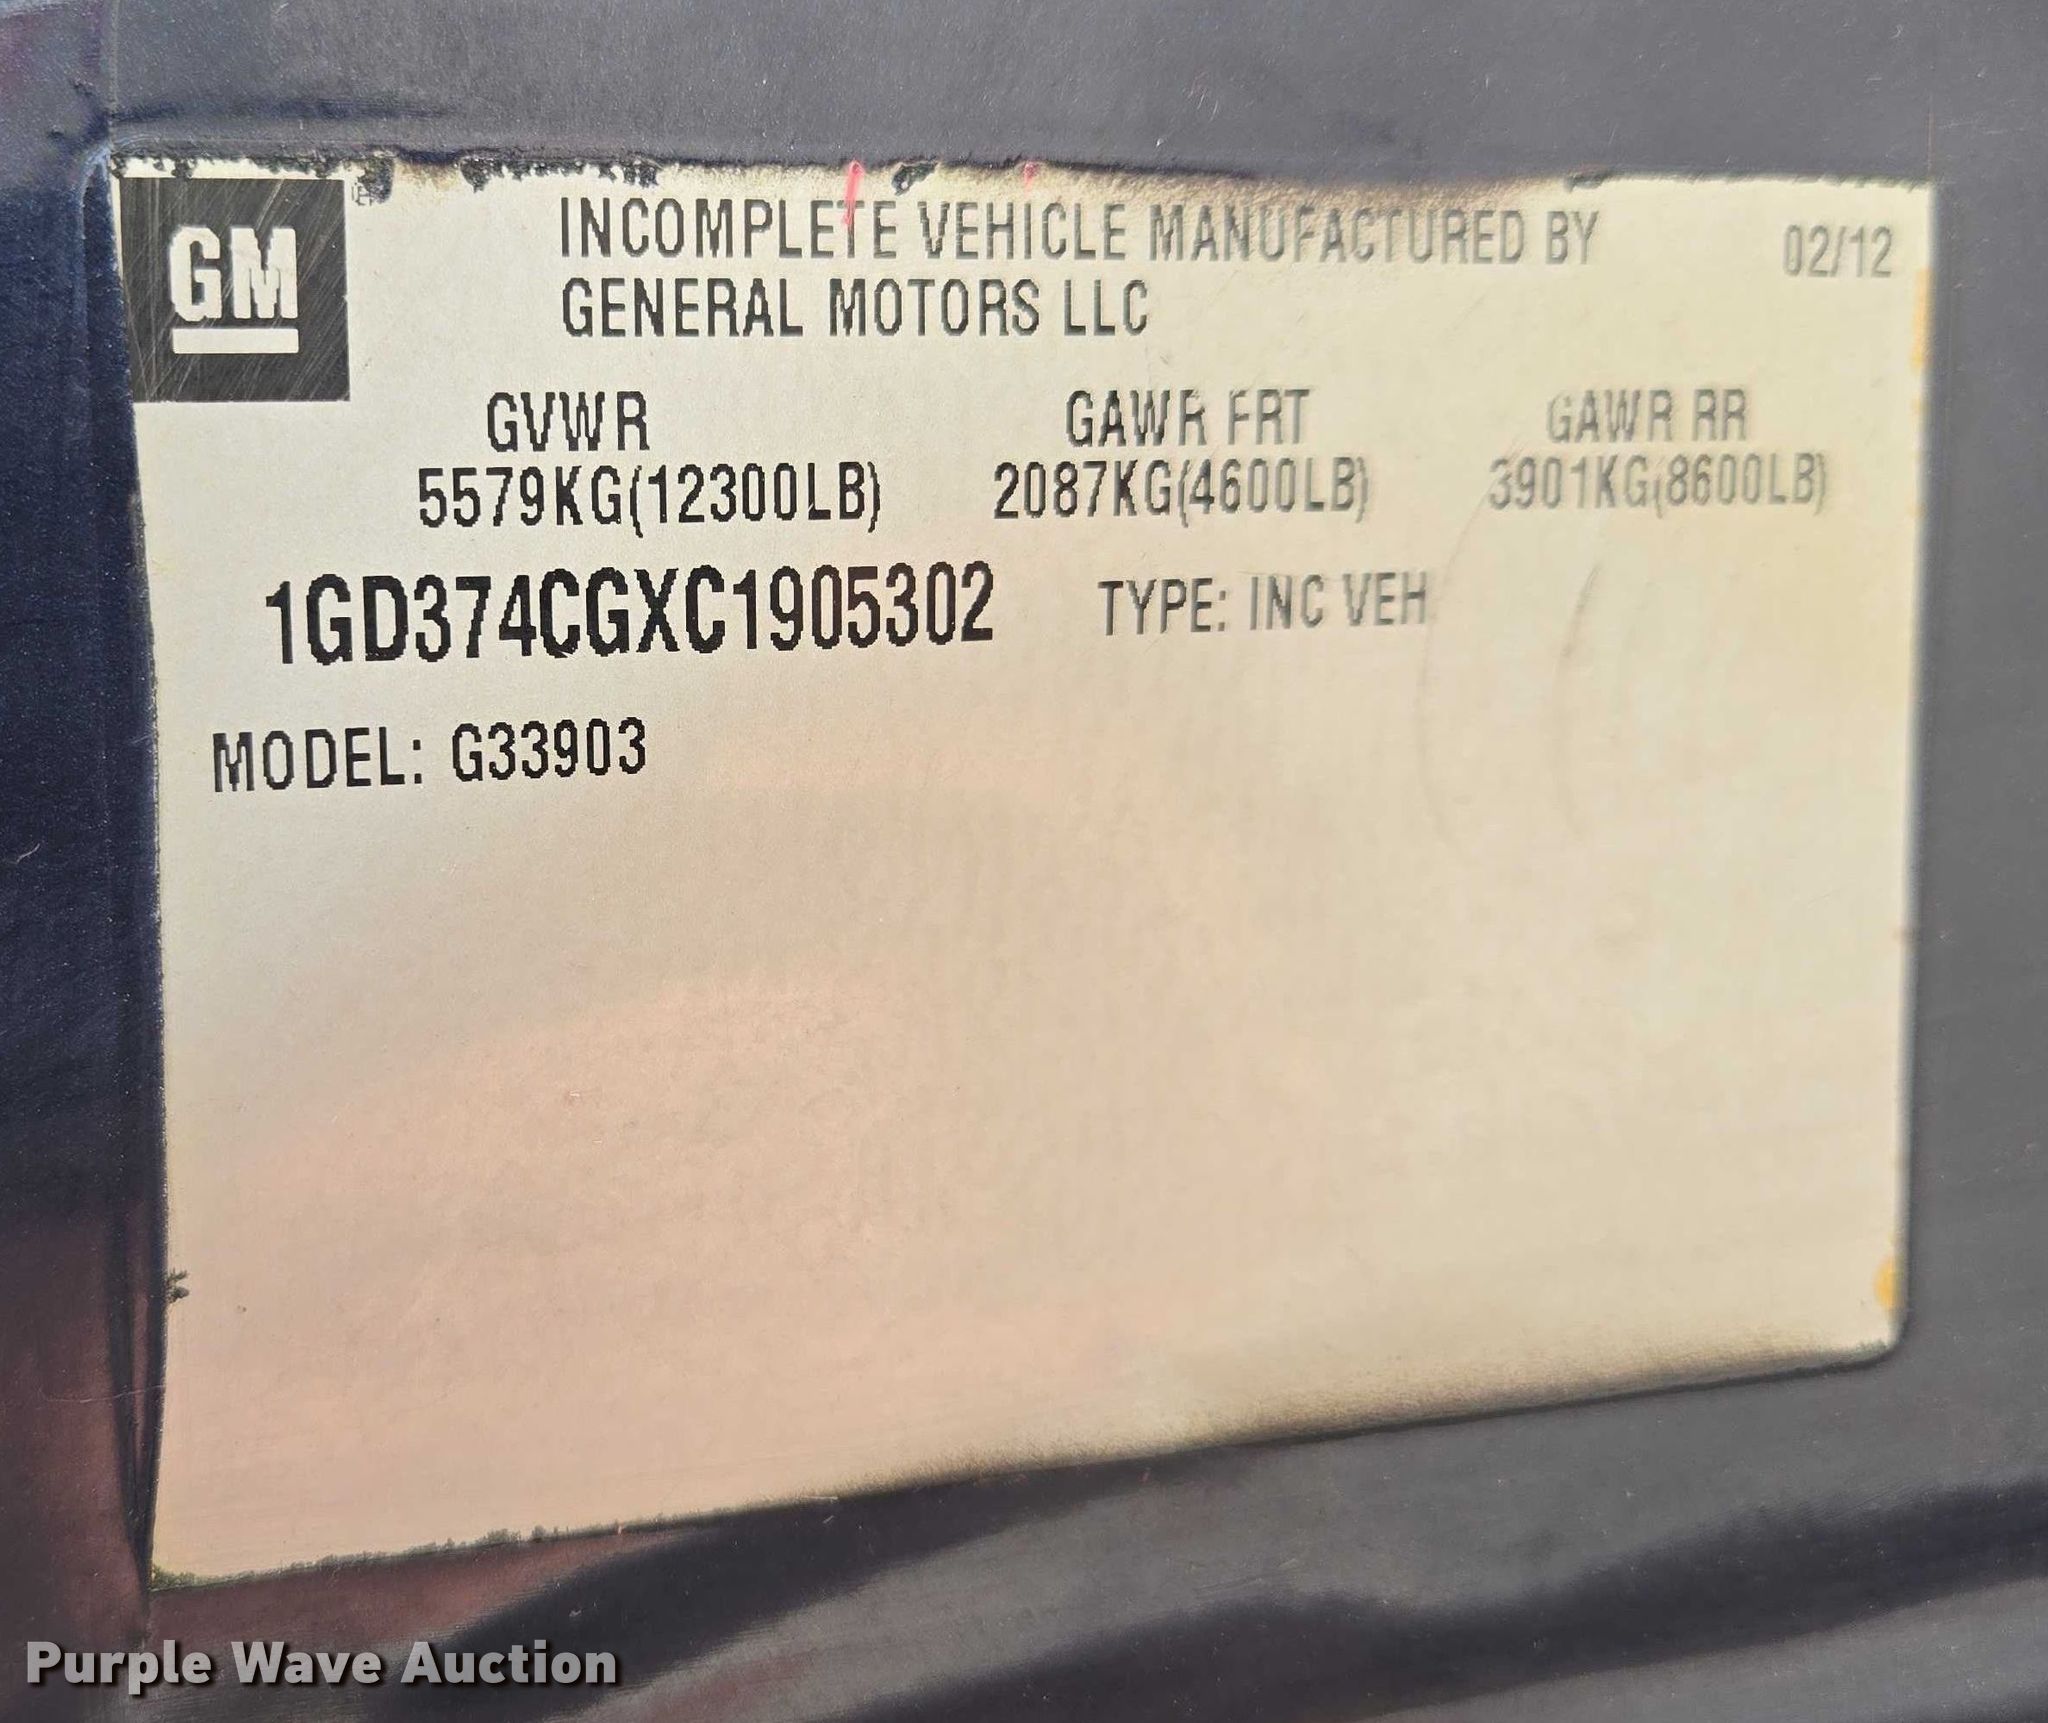 GM
INCOMPLETE VEHICLE MANUFACTURED BY
GENERAL MOTORS LLC
02/12
GVWR GAWR FRT GAWR RR
5579KG(12300LB) 2087KG(4600LB) 3901KG(8600LB)
1GD374CGXC1905302 TYPE: INC VEH
MODEL: G33903
Purple Wave Auction